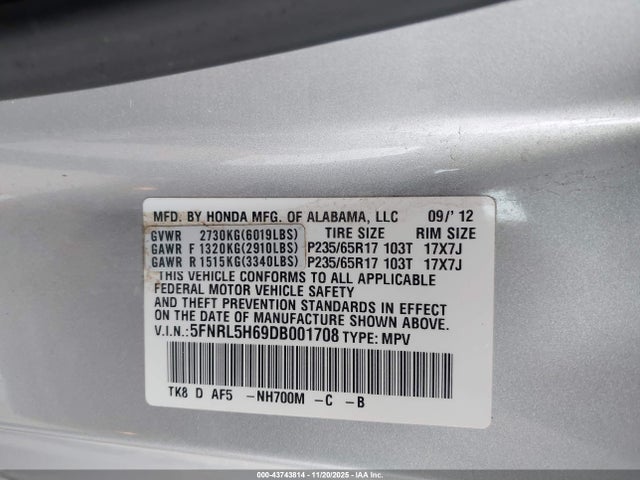 MFD. BY HONDA MFG. OF ALABAMA, LLC 09/' 12
TIRE SIZE RIM SIZE
GVWR 2730KG(6019LBS)
GAWR F 1320KG(2910LBS) P235/65R17 103T 17X7J
GAWR R 1515KG(3340LBS) P235/65R17 103T 17X7J
THIS VEHICLE CONFORMS TO ALL APPLICABLE
FEDERAL MOTOR VEHICLE SAFETY
AND THEFT PREVENTION STANDARDS IN EFFECT
ON THE DATE OF MANUFACTURE SHOWN ABOVE.
V.I.N.: 5FNRL5H69DB001708 TYPE: MPV
TK8 D AF5 -NH700M -C -B
000-43743814 | 11/20/2025 - IAAI.COM